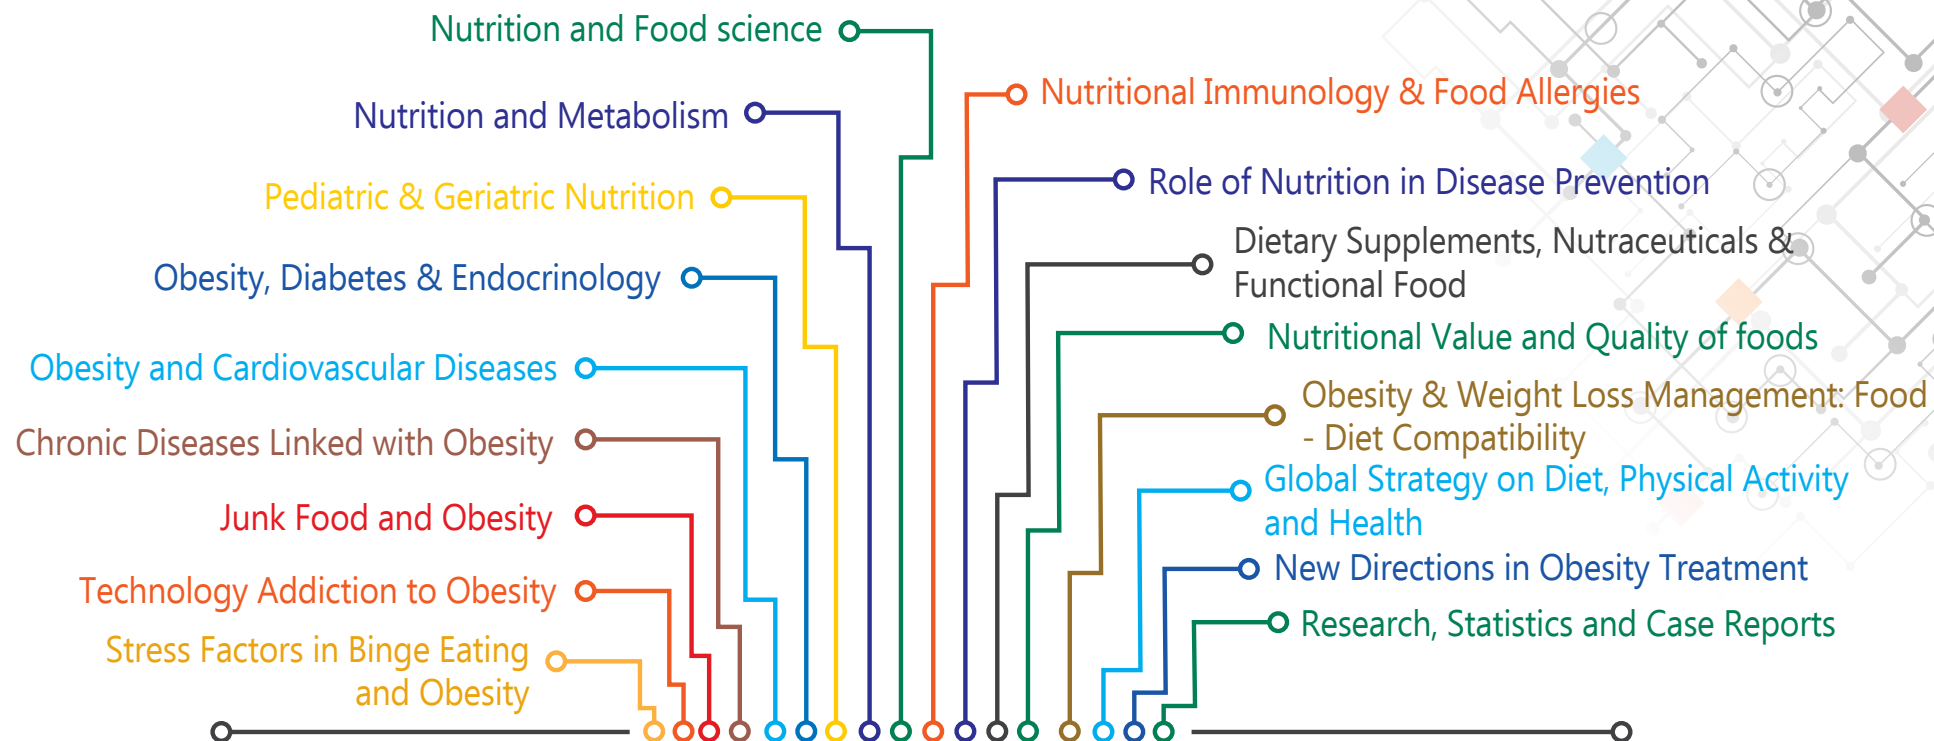 Nutrition and Food science
Nutrition and Metabolism
Pediatric & Geriatric Nutrition
Obesity, Diabetes & Endocrinology
Obesity and Cardiovascular Diseases
Chronic Diseases Linked with Obesity
Junk Food and Obesity
Technology Addiction to Obesity
Stress Factors in Binge Eating
and Obesity
Nutritional Immunology & Food Allergies
Role of Nutrition in Disease Prevention
Dietary Supplements, Nutraceuticals &
Functional Food
Nutritional Value and Quality of foods
Obesity & Weight Loss Management: Food
- Diet Compatibility
Global Strategy on Diet, Physical Activity
and Health
New Directions in Obesity Treatment
Research, Statistics and Case Reports